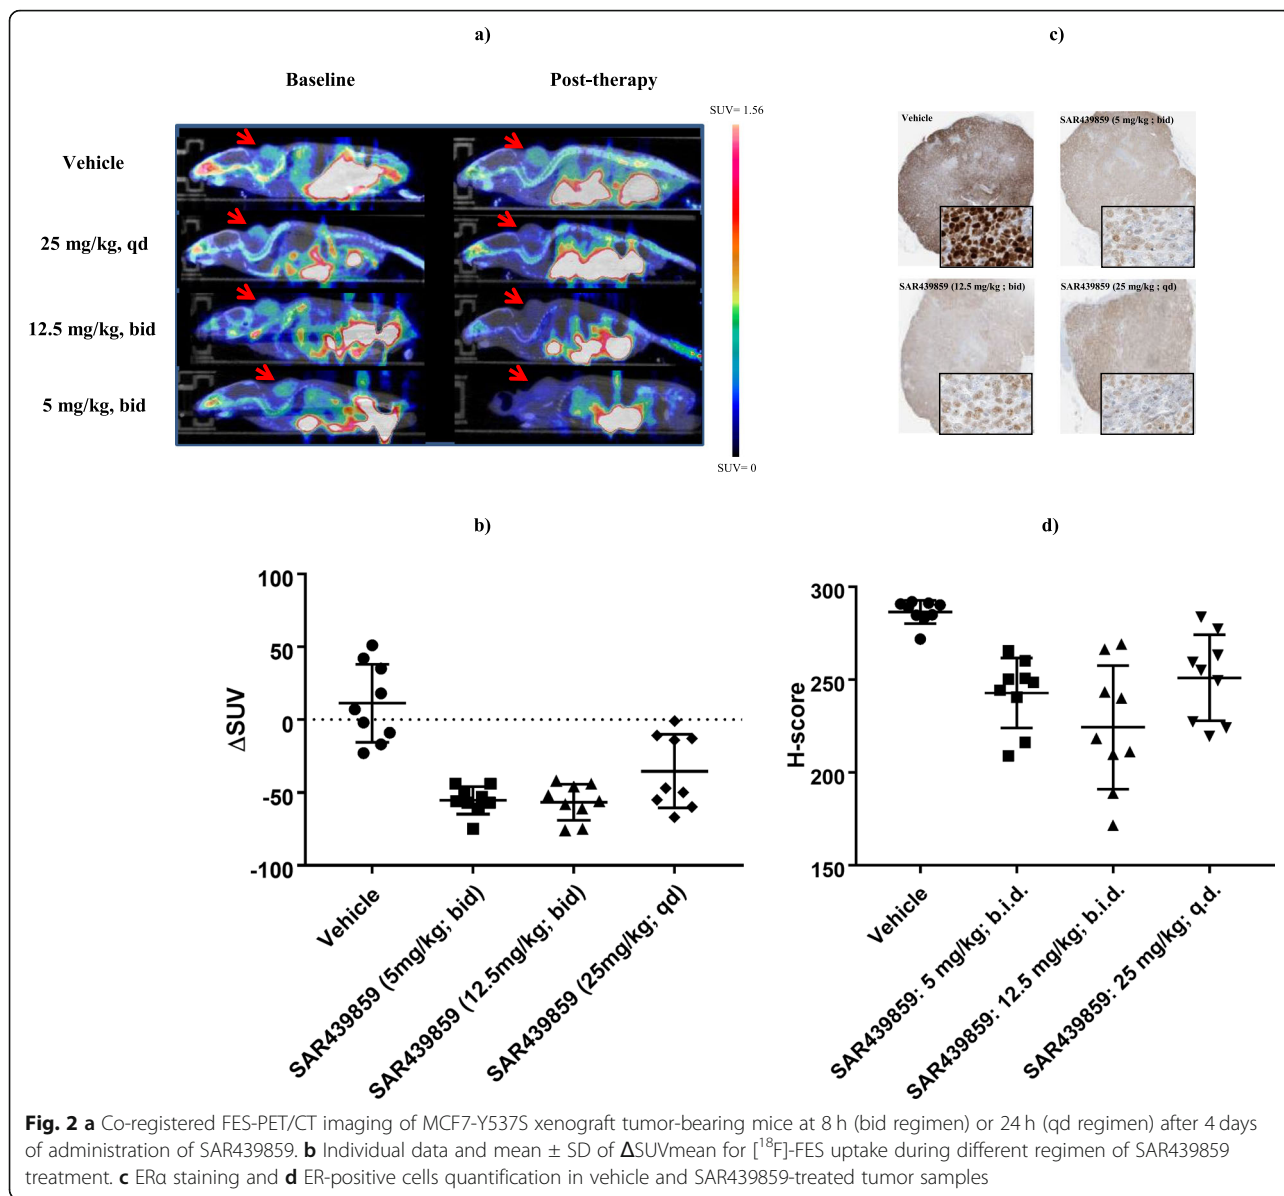 a)
Baseline
Post-therapy
SUV= 1.56
Vehicle
25 mg/kg, qd
12.5 mg/kg, bid
5 mg/kg, bid
SUV= 0
c)
Vehicle
SAR439859 (5 mg/kg ; bid)
SAR439859 (12.5 mg/kg ; bid)
SAR439859 (25 mg/kg ; qd)
b)
100
50
0
-50
-100
ΔSUV
Vehicle
SAR439859 (5mg/kg; bid)
SAR439859 (12.5mg/kg; bid)
SAR439859 (25mg/kg; qd)
d)
300
250
200
150
H-score
Vehicle
SAR439859: 5 mg/kg; b.i.d.
SAR439859: 12.5 mg/kg; b.i.d.
SAR439859: 25 mg/kg; q.d.
Fig. 2 a Co-registered FES-PET/CT imaging of MCF7-Y537S xenograft tumor-bearing mice at 8 h (bid regimen) or 24 h (qd regimen) after 4 days
of administration of SAR439859. b Individual data and mean ± SD of ΔSUVmean for [¹⁸F]-FES uptake during different regimen of SAR439859
treatment. c ERα staining and d ER-positive cells quantification in vehicle and SAR439859-treated tumor samples